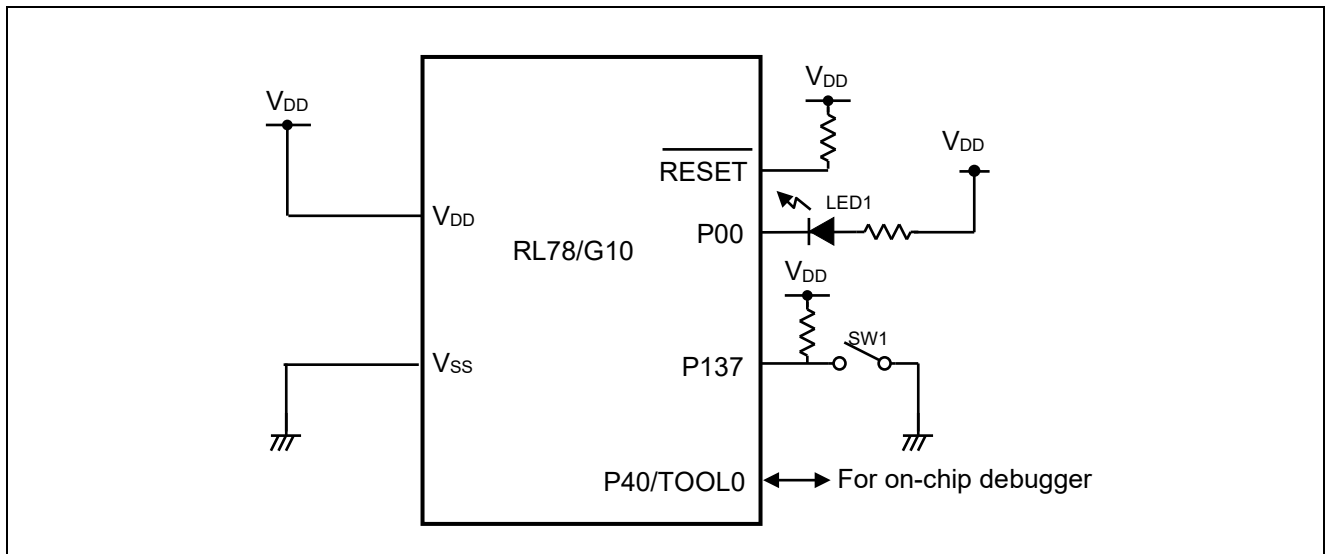 VDD
VDD
VDD
VDD
RESET
LED1
VDD
RL78/G10
P00
VDD
SW1
VSS
P137
P40/TOOL0
For on-chip debugger